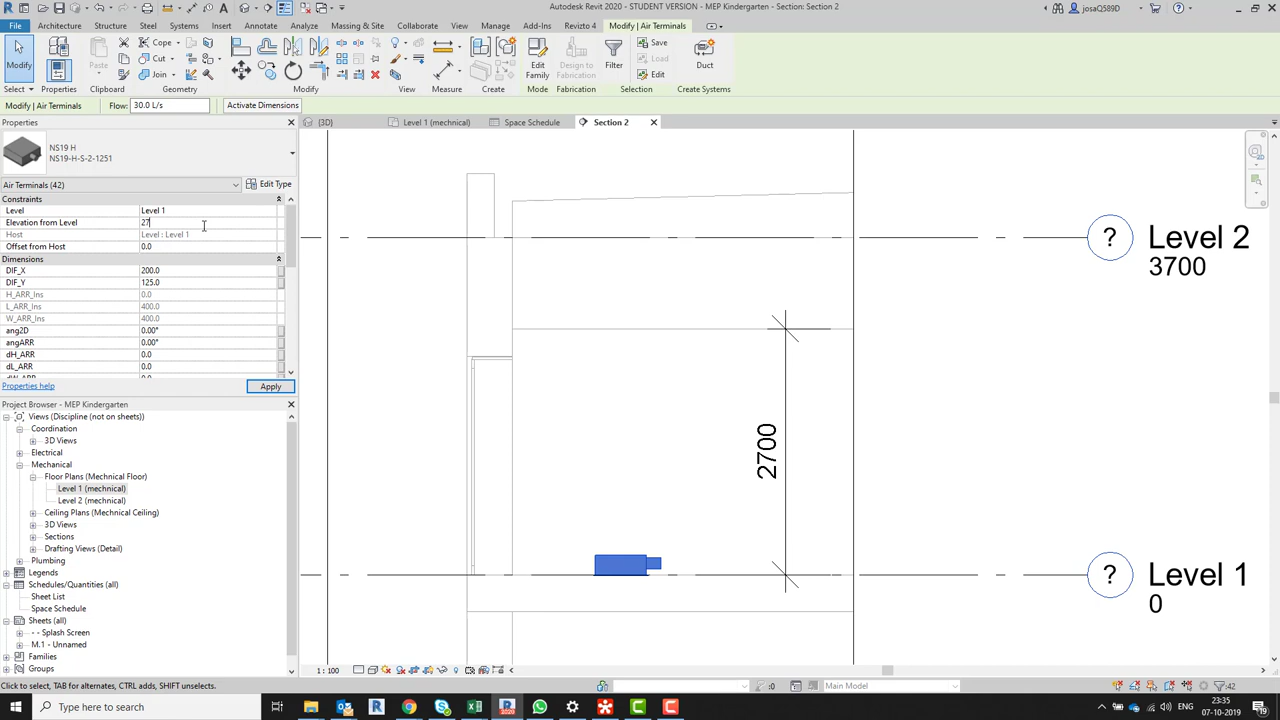 Autodesk Revit 2020 - STUDENT VERSION - MEP Kindergarten - Section: Section 2
josaQ589D
File Architecture Structure Steel Systems Insert Annotate Analyze Massing & Site Collaborate View Manage Add-Ins Revizto 4 Modify | Air Terminals
Modify
Paste
Cope
Cut
Join
Edit Family
Design to Fabrication
Filter
Save
Load
Edit
Duct
Select Properties Clipboard Geometry Modify View Measure Create Mode Fabrication Selection Create Systems
Modify | Air Terminals Flow: 30.0 L/s Activate Dimensions
Properties
{3D} Level 1 (mechnical) Space Schedule Section 2
NS19 H
NS19-H-S-2-1251
Air Terminals (42) Edit Type
Constraints
Level Level 1
Elevation from Level 27
Host Level : Level 1
Offset from Host 0.0
Dimensions
DIF_X 200.0
DIF_Y 125.0
H_ARR_Ins 0.0
L_ARR_Ins 400.0
W_ARR_Ins 400.0
ang2D 0.00°
angARR 0.00°
dH_ARR 0.0
dL_ARR 0.0
dW_ARR 0.0
Properties help Apply
Project Browser - MEP Kindergarten
Views (Discipline (not on sheets))
Coordination
3D Views
Electrical
Mechanical
Floor Plans (Mechnical Floor)
Level 1 (mechnical)
Level 2 (mechnical)
Ceiling Plans (Mechnical Ceiling)
3D Views
Sections
Drafting Views (Detail)
Plumbing
Legends
Schedules/Quantities (all)
Sheet List
Space Schedule
Sheets (all)
- - Splash Screen
M.1 - Unnamed
Families
Groups
? Level 2
3700
2700
? Level 1
0
1 : 100
Click to select, TAB for alternates, CTRL adds, SHIFT unselects.
:0 Main Model :42
Type here to search
ENG
23:35
07-10-2019